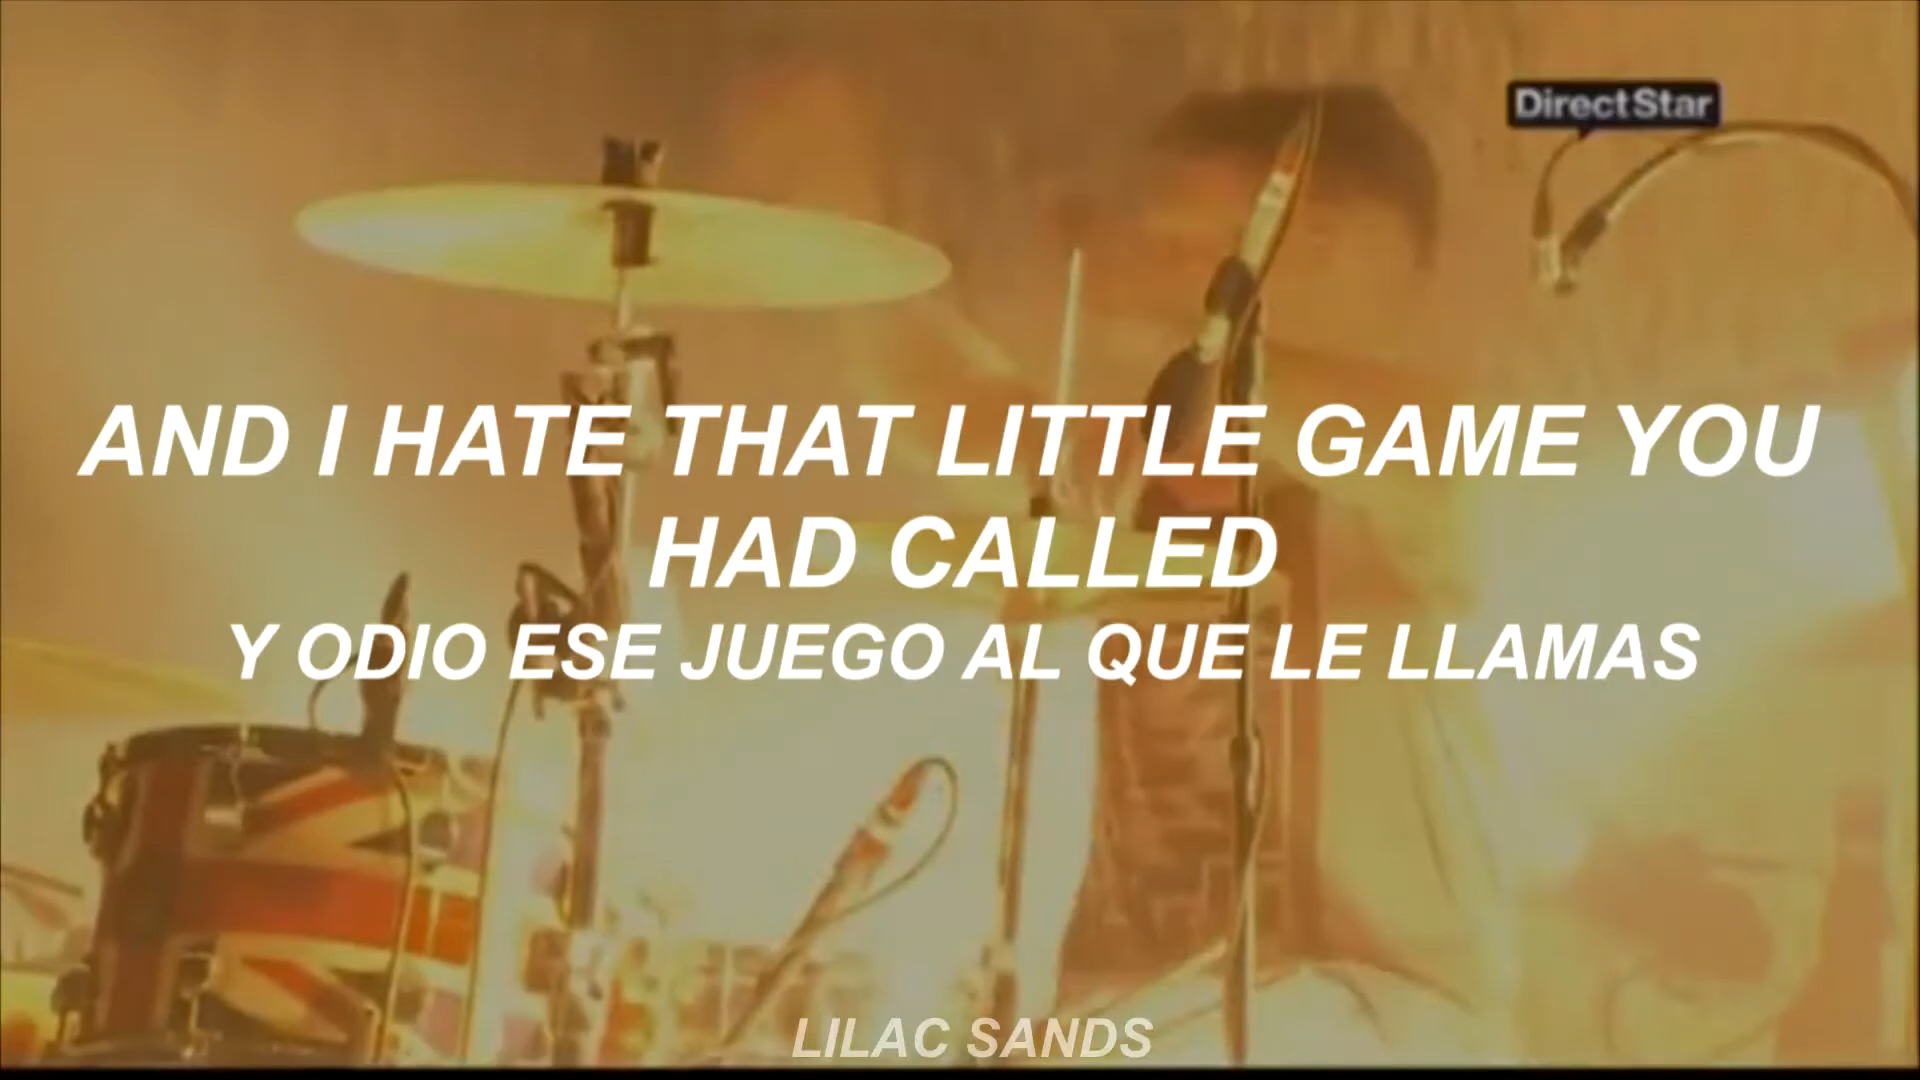 DirectStar
AND I HATE THAT LITTLE GAME YOU
HAD CALLED
Y ODIO ESE JUEGO AL QUE LE LLAMAS
LILAC SANDS